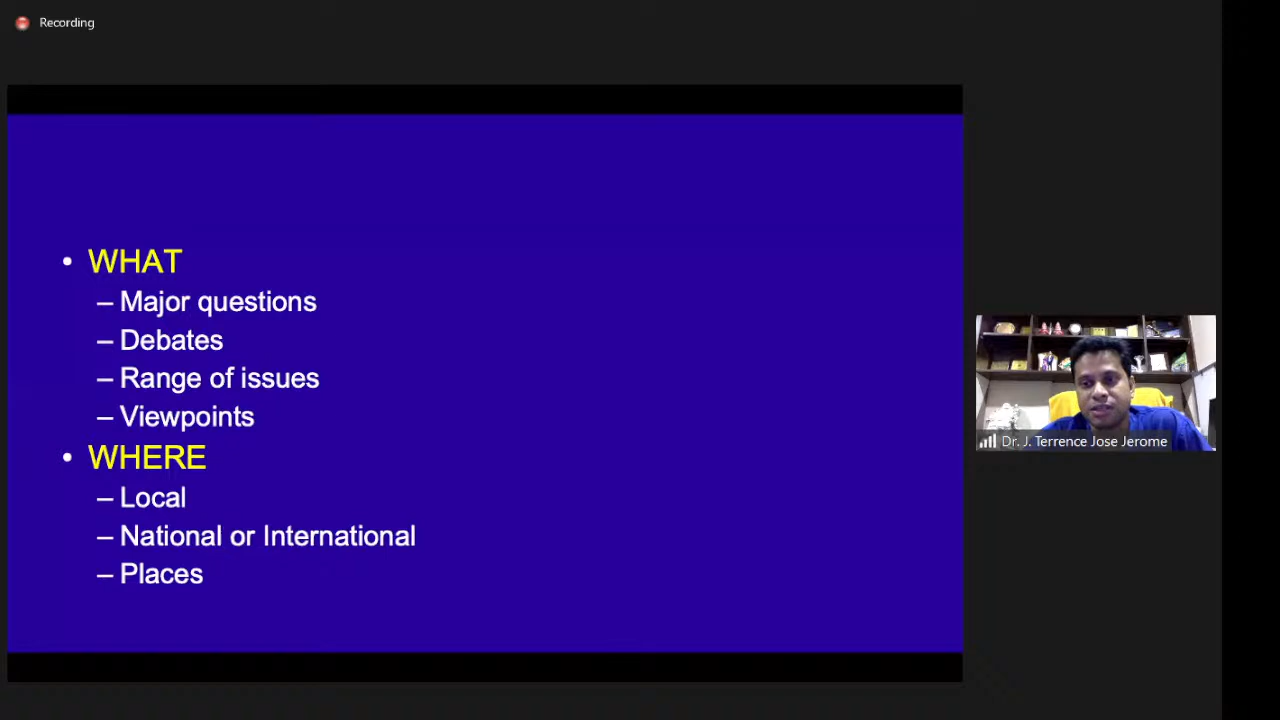 Recording
• WHAT
– Major questions
– Debates
– Range of issues
– Viewpoints
• WHERE
– Local
– National or International
– Places
Dr. J. Terrence Jose Jerome